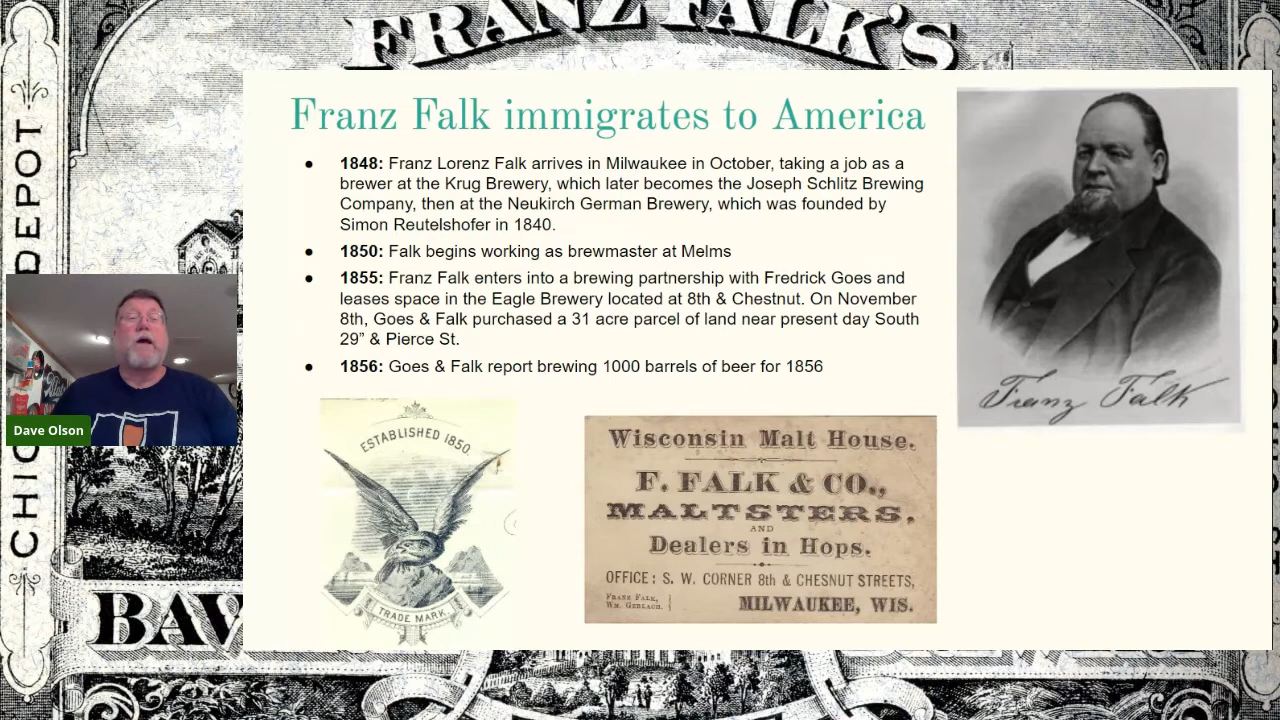 FRANZ FALK'S
CHIC
DEPOT
BAV
Dave Olson
Franz Falk immigrates to America
● 1848: Franz Lorenz Falk arrives in Milwaukee in October, taking a job as a
brewer at the Krug Brewery, which later becomes the Joseph Schlitz Brewing
Company, then at the Neukirch German Brewery, which was founded by
Simon Reutelshofer in 1840.
● 1850: Falk begins working as brewmaster at Melms
● 1855: Franz Falk enters into a brewing partnership with Fredrick Goes and
leases space in the Eagle Brewery located at 8th & Chestnut. On November
8th, Goes & Falk purchased a 31 acre parcel of land near present day South
29” & Pierce St.
● 1856: Goes & Falk report brewing 1000 barrels of beer for 1856
ESTABLISHED 1850.
TRADE MARK
Wisconsin Malt House.
F. FALK & CO.,
MALTSTERS,
AND
Dealers in Hops.
OFFICE: S. W. CORNER 8th & CHESNUT STREETS,
FRANZ FALK,
WM. GERLACH.
MILWAUKEE, WIS.
Franz Falk